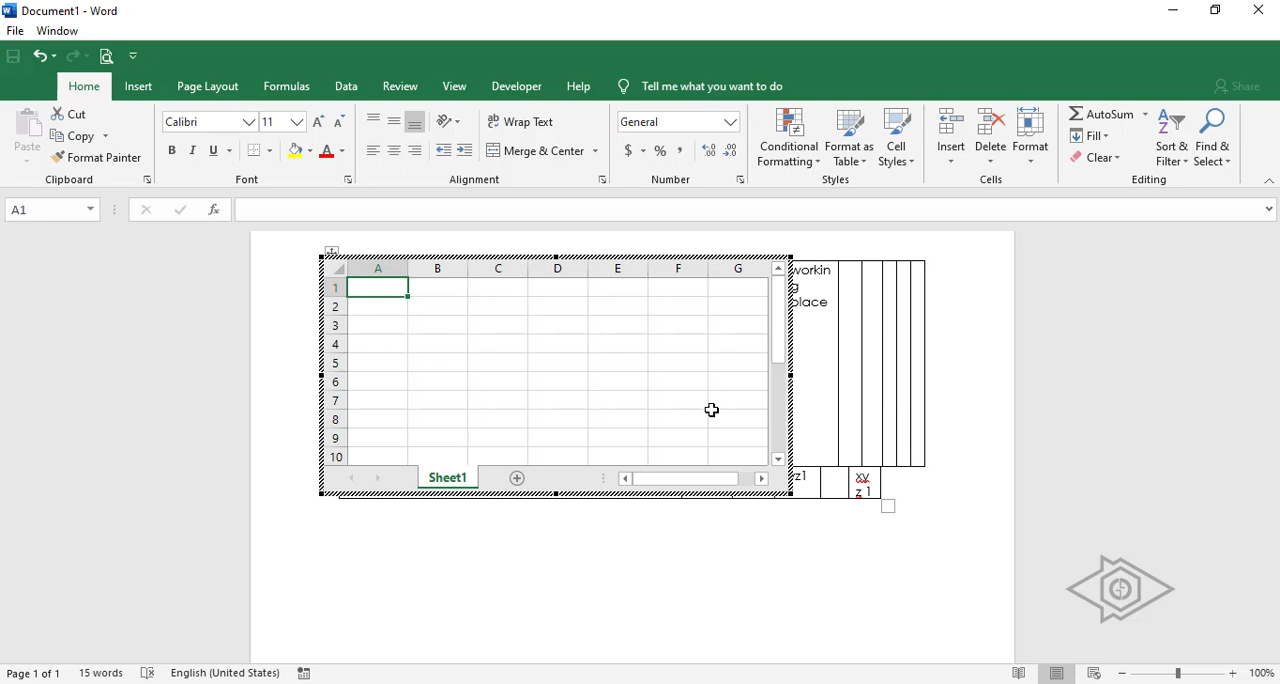 Document1 - Word
File Window
Home Insert Page Layout Formulas Data Review View Developer Help Tell me what you want to do Share
Paste
Cut
Copy
Format Painter
Clipboard
Calibri 11
B I U
Font
Wrap Text
Merge & Center
Alignment
General
$ % ,
Number
Conditional Formatting
Format as Table
Cell Styles
Styles
Insert Delete Format
Cells
AutoSum
Fill
Clear
Sort & Filter
Find & Select
Editing
A1 fx
A B C D E F G
1
2
3
4
5
6
7
8
9
10
Sheet1
workin
g
place
z1
xy
z 1
Page 1 of 1 15 words English (United States) 100%